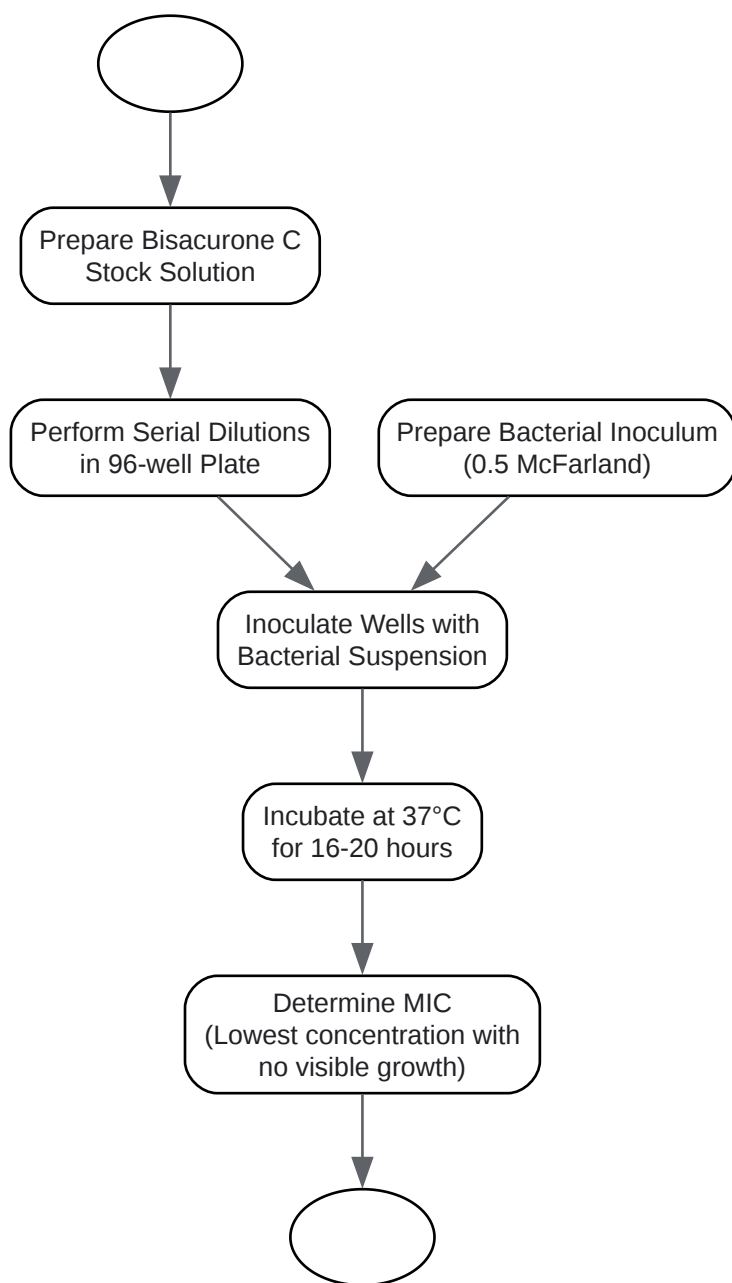 Prepare Bisacurone C
Stock Solution
Perform Serial Dilutions
in 96-well Plate
Prepare Bacterial Inoculum
(0.5 McFarland)
Inoculate Wells with
Bacterial Suspension
Incubate at 37°C
for 16-20 hours
Determine MIC
(Lowest concentration with
no visible growth)